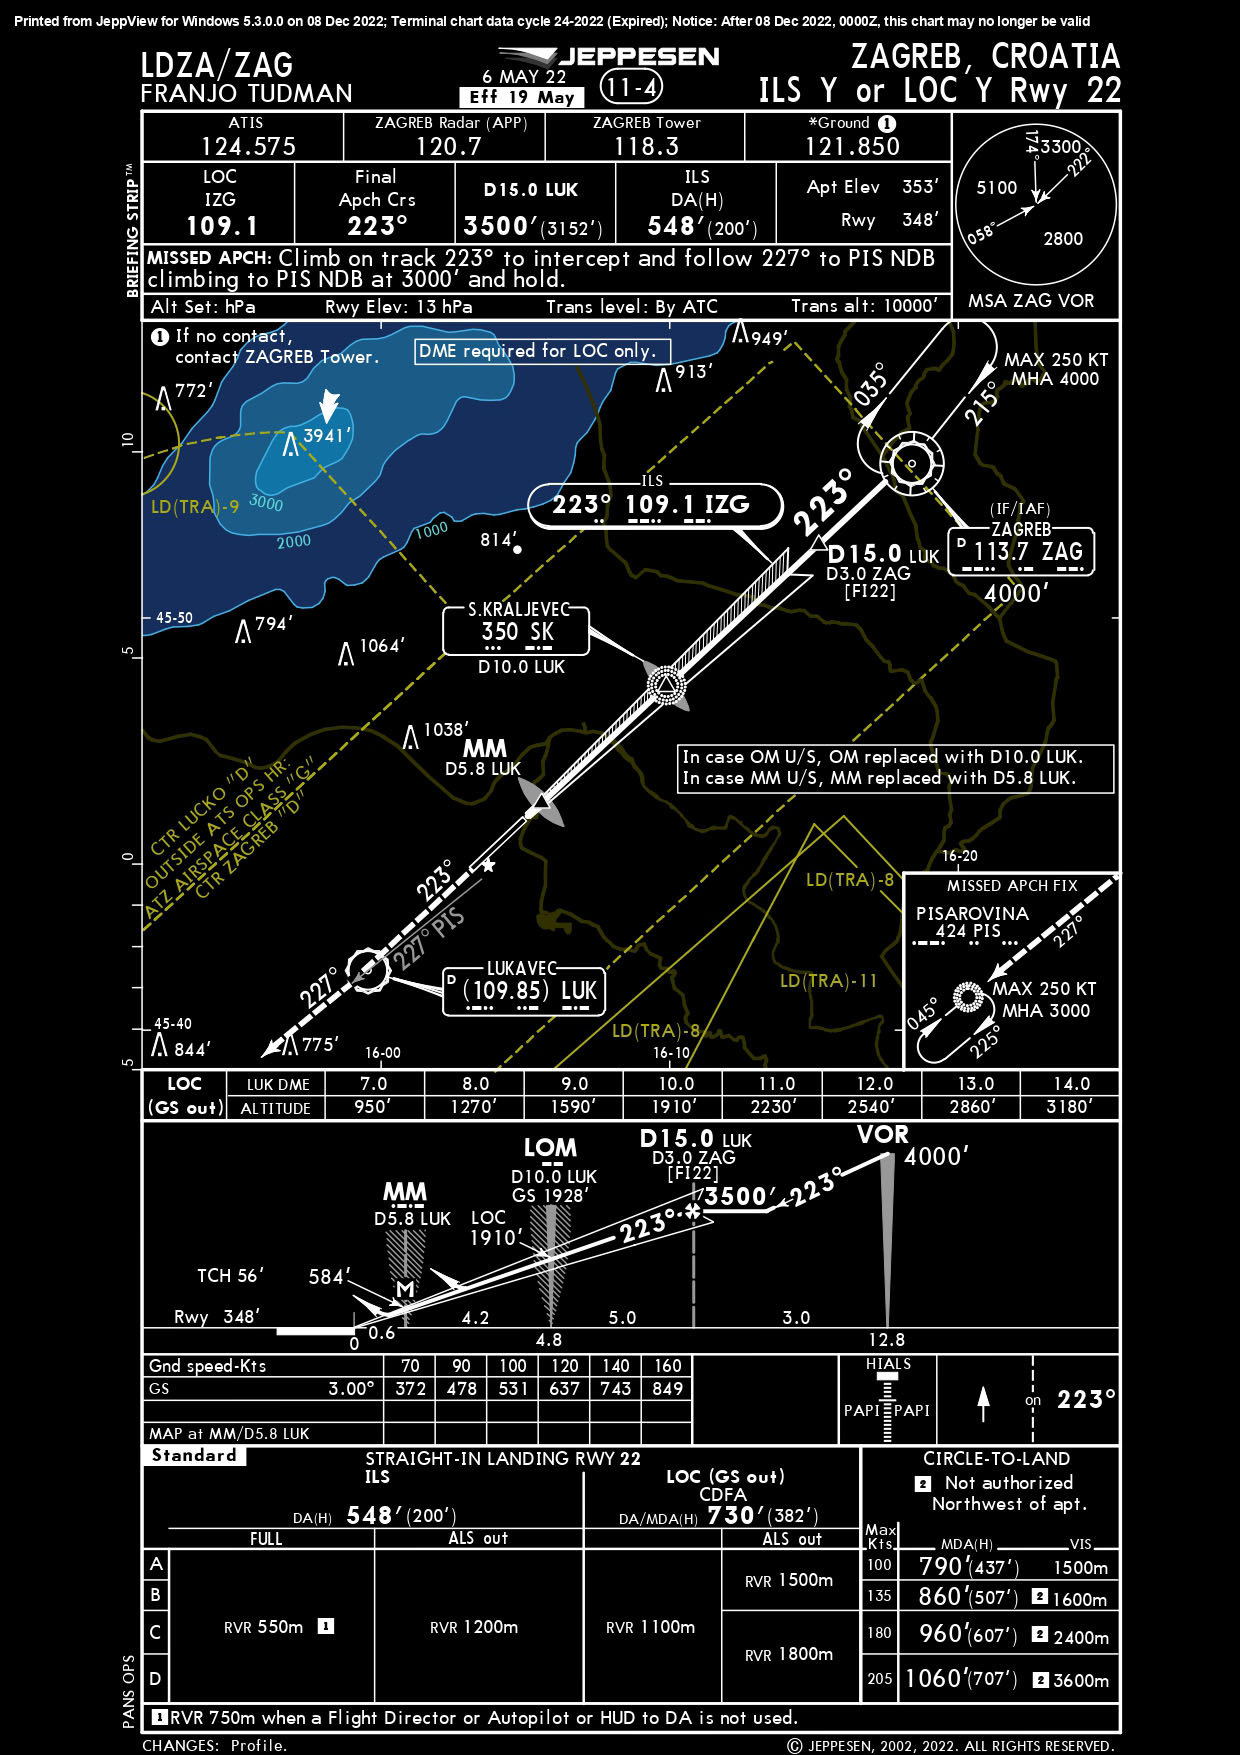 Printed from JeppView for Windows 5.3.0.0 on 08 Dec 2022; Terminal chart data cycle 24-2022 (Expired); Notice: After 08 Dec 2022, 0000Z, this chart may no longer be valid
LDZA/ZAG
FRANJO TUDMAN
JEPPESEN
6 MAY 22
Eff 19 May
11-4
ZAGREB, CROATIA
ILS Y or LOC Y Rwy 22
BRIEFING STRIP™
ATIS
124.575
ZAGREB Radar (APP)
120.7
ZAGREB Tower
118.3
*Ground 1
121.850
LOC
IZG
109.1
Final
Apch Crs
223°
D15.0 LUK
3500′(3152′)
ILS
DA(H)
548′(200′)
Apt Elev 353′
Rwy 348′
MISSED APCH: Climb on track 223° to intercept and follow 227° to PIS NDB
climbing to PIS NDB at 3000′ and hold.
Alt Set: hPa Rwy Elev: 13 hPa Trans level: By ATC Trans alt: 10000′
174°
3300
222°
5100
058°
2800
MSA ZAG VOR
1 If no contact,
contact ZAGREB Tower.
DME required for LOC only.
949′
913′
772′
3941′
LD(TRA)-9
3000
2000
1000
814′
794′
1064′
1038′
10
5
0
5
45-50
45-40
035°
215°
MAX 250 KT
MHA 4000
ILS
223° 109.1 IZG
223°
D15.0 LUK
D3.0 ZAG
[FI22]
(IF/IAF)
ZAGREB
D 113.7 ZAG
4000′
S.KRALJEVEC
350 SK
D10.0 LUK
MM
D5.8 LUK
In case OM U/S, OM replaced with D10.0 LUK.
In case MM U/S, MM replaced with D5.8 LUK.
CTR LUCKO "D"
OUTSIDE ATS OPS HR:
ATZ AIRSPACE CLASS "G"
CTR ZAGREB "D"
223°
227° PIS
227°
LUKAVEC
D (109.85) LUK
LD(TRA)-8
LD(TRA)-11
LD(TRA)-8
844′
775′
16-00
16-10
16-20
MISSED APCH FIX
PISAROVINA
424 PIS
227°
MAX 250 KT
MHA 3000
045°
225°
LOC
(GS out)
LUK DME 7.0 8.0 9.0 10.0 11.0 12.0 13.0 14.0
ALTITUDE 950′ 1270′ 1590′ 1910′ 2230′ 2540′ 2860′ 3180′
MM
D5.8 LUK
LOM
D10.0 LUK
GS 1928′
LOC
1910′
D15.0 LUK
D3.0 ZAG
[FI22]
3500′
223°
223°
VOR
4000′
TCH 56′
584′
M
Rwy 348′
0.6 4.2 5.0 3.0
0 4.8 12.8
Gnd speed-Kts 70 90 100 120 140 160
GS 3.00° 372 478 531 637 743 849
MAP at MM/D5.8 LUK
HIALS
PAPI PAPI
on 223°
PANS OPS
Standard
STRAIGHT-IN LANDING RWY 22
ILS
DA(H) 548′(200′)
LOC (GS out)
CDFA
DA/MDA(H) 730′(382′)
FULL
ALS out
ALS out
A
B
C
D
RVR 550m 1
RVR 1200m
RVR 1100m
RVR 1500m
RVR 1800m
CIRCLE-TO-LAND
2 Not authorized
Northwest of apt.
Max
Kts MDA(H) VIS
100 790′(437′) 1500m
135 860′(507′) 2 1600m
180 960′(607′) 2 2400m
205 1060′(707′) 2 3600m
1 RVR 750m when a Flight Director or Autopilot or HUD to DA is not used.
CHANGES: Profile.
© JEPPESEN, 2002, 2022. ALL RIGHTS RESERVED.